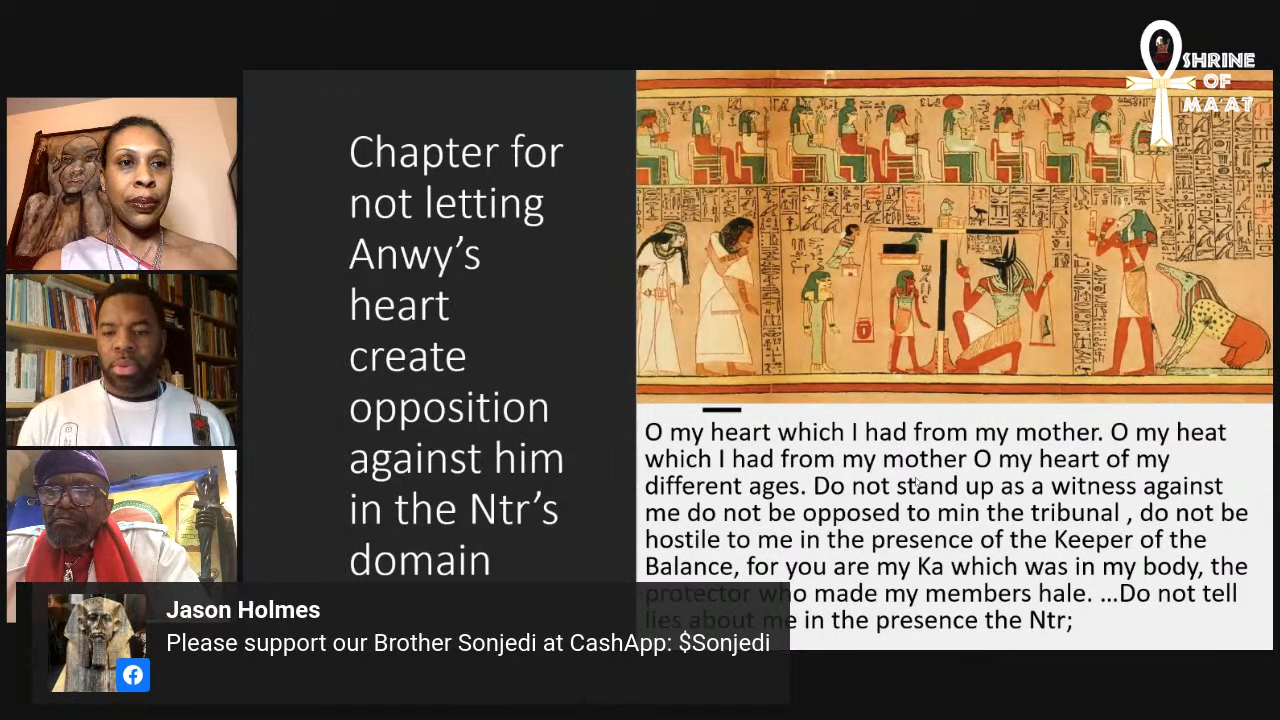 SHRINE
OF
MA'AT
Chapter for
not letting
Anwy's
heart
create
opposition
against him
in the Ntr's
domain
O my heart which I had from my mother. O my heat
which I had from my mother O my heart of my
different ages. Do not stand up as a witness against
me do not be opposed to min the tribunal , do not be
hostile to me in the presence of the Keeper of the
Balance, for you are my Ka which was in my body, the
protector who made my members hale. ...Do not tell
lies about me in the presence the Ntr;
Jason Holmes
Please support our Brother Sonjedi at CashApp: $Sonjedi